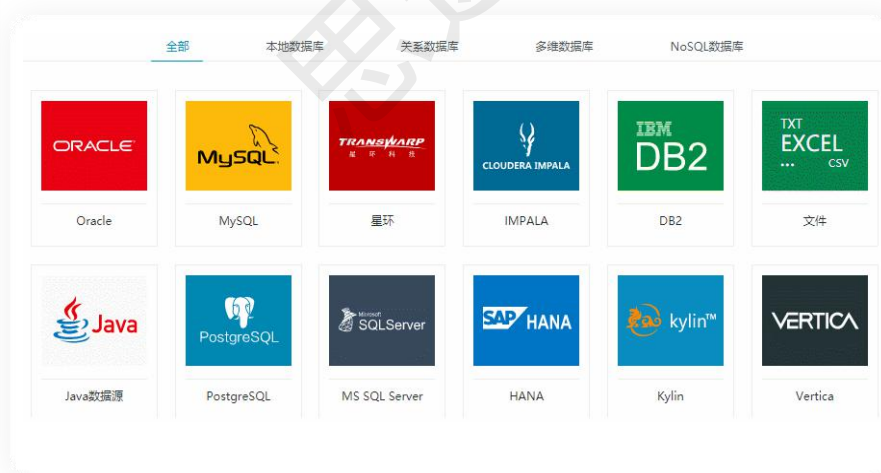 全部 本地数据库 关系数据库 多维数据库 NoSQL数据库
ORACLE MySQL TRANSWARP CLOUDERA IMPALA IBM DB2 TXT EXCEL ... CSV
星环科技
Oracle MySQL 星环 IMPALA DB2 文件
Java PostgreSQL Microsoft SQLServer SAP HANA kylin™ VERTICA
Java数据源 PostgreSQL MS SQL Server HANA Kylin Vertica